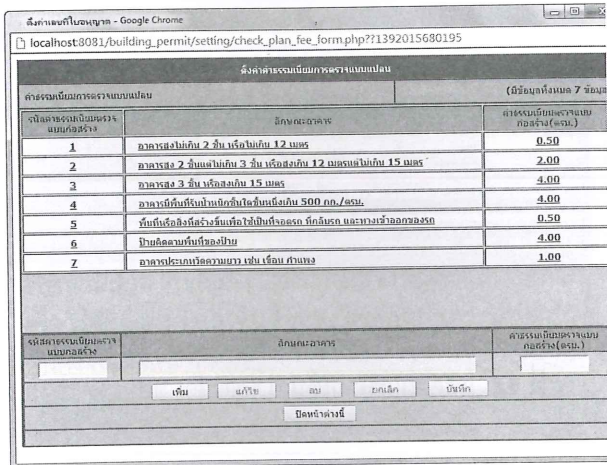 ตั้งค่าเลขที่ใบอนุญาต - Google Chrome
localhost:8081/building_permit/setting/check_plan_fee_form.php??1392015680195
ตั้งค่าธรรมเนียมการตรวจแบบแปลน
ค่าธรรมเนียมการตรวจแบบแปลน (มีข้อมูลทั้งหมด 7 ข้อมูล
รหัสค่าธรรมเนียมตรวจแบบก่อสร้าง ลักษณะอาคาร ค่าธรรมเนียมตรวจแบบก่อสร้าง(ตรม.)
1 อาคารสูงไม่เกิน 2 ชั้น หรือไม่เกิน 12 เมตร 0.50
2 อาคารสูง 2 ชั้นแต่ไม่เกิน 3 ชั้น หรือสูงเกิน 12 เมตรแต่ไม่เกิน 15 เมตร 2.00
3 อาคารสูง 3 ชั้น หรือสูงเกิน 15 เมตร 4.00
4 อาคารมีพื้นที่รับน้ำหนักชั้นใดชั้นหนึ่งเกิน 500 กก./ตรม. 4.00
5 พื้นที่หรือสิ่งที่สร้างขึ้นเพื่อใช้เป็นที่จอดรถ ที่กลับรถ และทางเข้าออกของรถ 0.50
6 ป้ายคิดตามพื้นที่ของป้าย 4.00
7 อาคารประเภทวัดความยาว เช่น เขื่อน กำแพง 1.00
รหัสค่าธรรมเนียมตรวจแบบก่อสร้าง ลักษณะอาคาร ค่าธรรมเนียมตรวจแบบก่อสร้าง(ตรม.)
เพิ่ม แก้ไข ลบ ยกเลิก บันทึก
ปิดหน้าต่างนี้